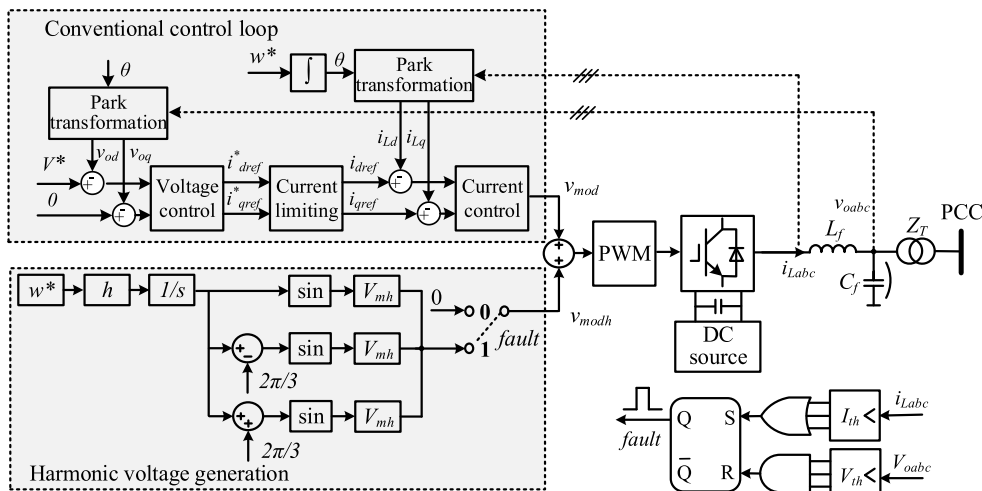 Conventional control loop
w*
∫
θ
Park
transformation
θ
Park
transformation
v_od
v_oq
i_Ld
i_Lq
V*
0
+
-
+
-
Voltage
control
i*_dref
i*_qref
Current
limiting
i_dref
i_qref
+
-
+
-
Current
control
v_mod
+
+
PWM
v_oabc
L_f
i_Labc
C_f
Z_T
PCC
DC
source
w*
h
1/s
sin
V_mh
+
-
2π/3
sin
V_mh
+
+
2π/3
sin
V_mh
0
0
1
fault
v_modh
Harmonic voltage generation
Q
S
Q̅
R
fault
I_th <
i_Labc
V_th <
V_oabc